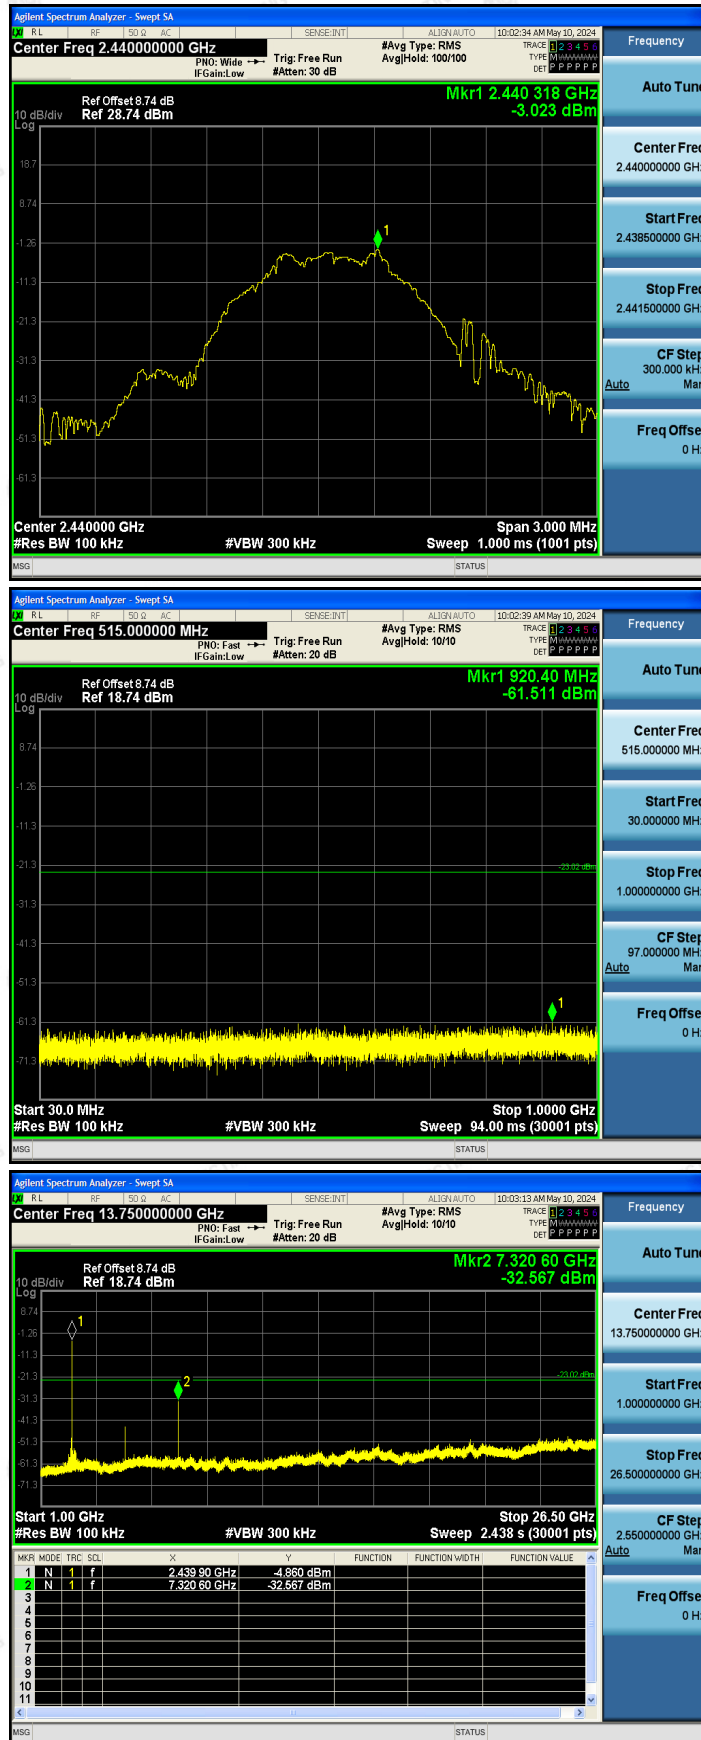 Agilent Spectrum Analyzer - Swept SA
LXI RL RF 50 Ω AC SENSE:INT ALIGNAUTO 10:02:34 AM May 10, 2024
Center Freq 2.440000000 GHz #Avg Type: RMS TRACE 1 2 3 4 5 6 Frequency
PNO: Wide Trig: Free Run Avg|Hold: 100/100 TYPE M
IFGain:Low #Atten: 30 dB DET P P P P P P
Auto Tune
Ref Offset 8.74 dB Mkr1 2.440 318 GHz
10 dB/div Ref 28.74 dBm -3.023 dBm
Log
18.7
8.74
-1.26
-11.3
-21.3
-31.3
-41.3
-51.3
-61.3
1
Center 2.440000 GHz Span 3.000 MHz
#Res BW 100 kHz #VBW 300 kHz Sweep 1.000 ms (1001 pts)
Center Freq
2.440000000 GHz
Start Freq
2.438500000 GHz
Stop Freq
2.441500000 GHz
CF Step
300.000 kHz
Auto Man
Freq Offset
0 Hz
MSG STATUS
Agilent Spectrum Analyzer - Swept SA
LXI RL RF 50 Ω AC SENSE:INT ALIGNAUTO 10:02:39 AM May 10, 2024
Center Freq 515.000000 MHz #Avg Type: RMS TRACE 1 2 3 4 5 6 Frequency
PNO: Fast Trig: Free Run Avg|Hold: 10/10 TYPE M
IFGain:Low #Atten: 20 dB DET P P P P P P
Auto Tune
Ref Offset 8.74 dB Mkr1 920.40 MHz
10 dB/div Ref 18.74 dBm -61.511 dBm
Log
8.74
-1.26
-11.3
-21.3
-31.3
-41.3
-51.3
-61.3
-71.3
-23.02 dBm
1
Start 30.0 MHz Stop 1.0000 GHz
#Res BW 100 kHz #VBW 300 kHz Sweep 94.00 ms (30001 pts)
Center Freq
515.000000 MHz
Start Freq
30.000000 MHz
Stop Freq
1.000000000 GHz
CF Step
97.000000 MHz
Auto Man
Freq Offset
0 Hz
MSG STATUS
Agilent Spectrum Analyzer - Swept SA
LXI RL RF 50 Ω AC SENSE:INT ALIGNAUTO 10:03:13 AM May 10, 2024
Center Freq 13.750000000 GHz #Avg Type: RMS TRACE 1 2 3 4 5 6 Frequency
PNO: Fast Trig: Free Run Avg|Hold: 10/10 TYPE M
IFGain:Low #Atten: 20 dB DET P P P P P P
Auto Tune
Ref Offset 8.74 dB Mkr2 7.320 60 GHz
10 dB/div Ref 18.74 dBm -32.567 dBm
Log
8.74
-1.26
-11.3
-21.3
-31.3
-41.3
-51.3
-61.3
-71.3
-23.02 dBm
1
2
Start 1.00 GHz Stop 26.50 GHz
#Res BW 100 kHz #VBW 300 kHz Sweep 2.438 s (30001 pts)
MKR MODE TRC SCL X Y FUNCTION FUNCTION WIDTH FUNCTION VALUE
1 N 1 f 2.439 90 GHz -4.860 dBm
2 N 1 f 7.320 60 GHz -32.567 dBm
3
4
5
6
7
8
9
10
11
Center Freq
13.750000000 GHz
Start Freq
1.000000000 GHz
Stop Freq
26.500000000 GHz
CF Step
2.550000000 GHz
Auto Man
Freq Offset
0 Hz
MSG STATUS